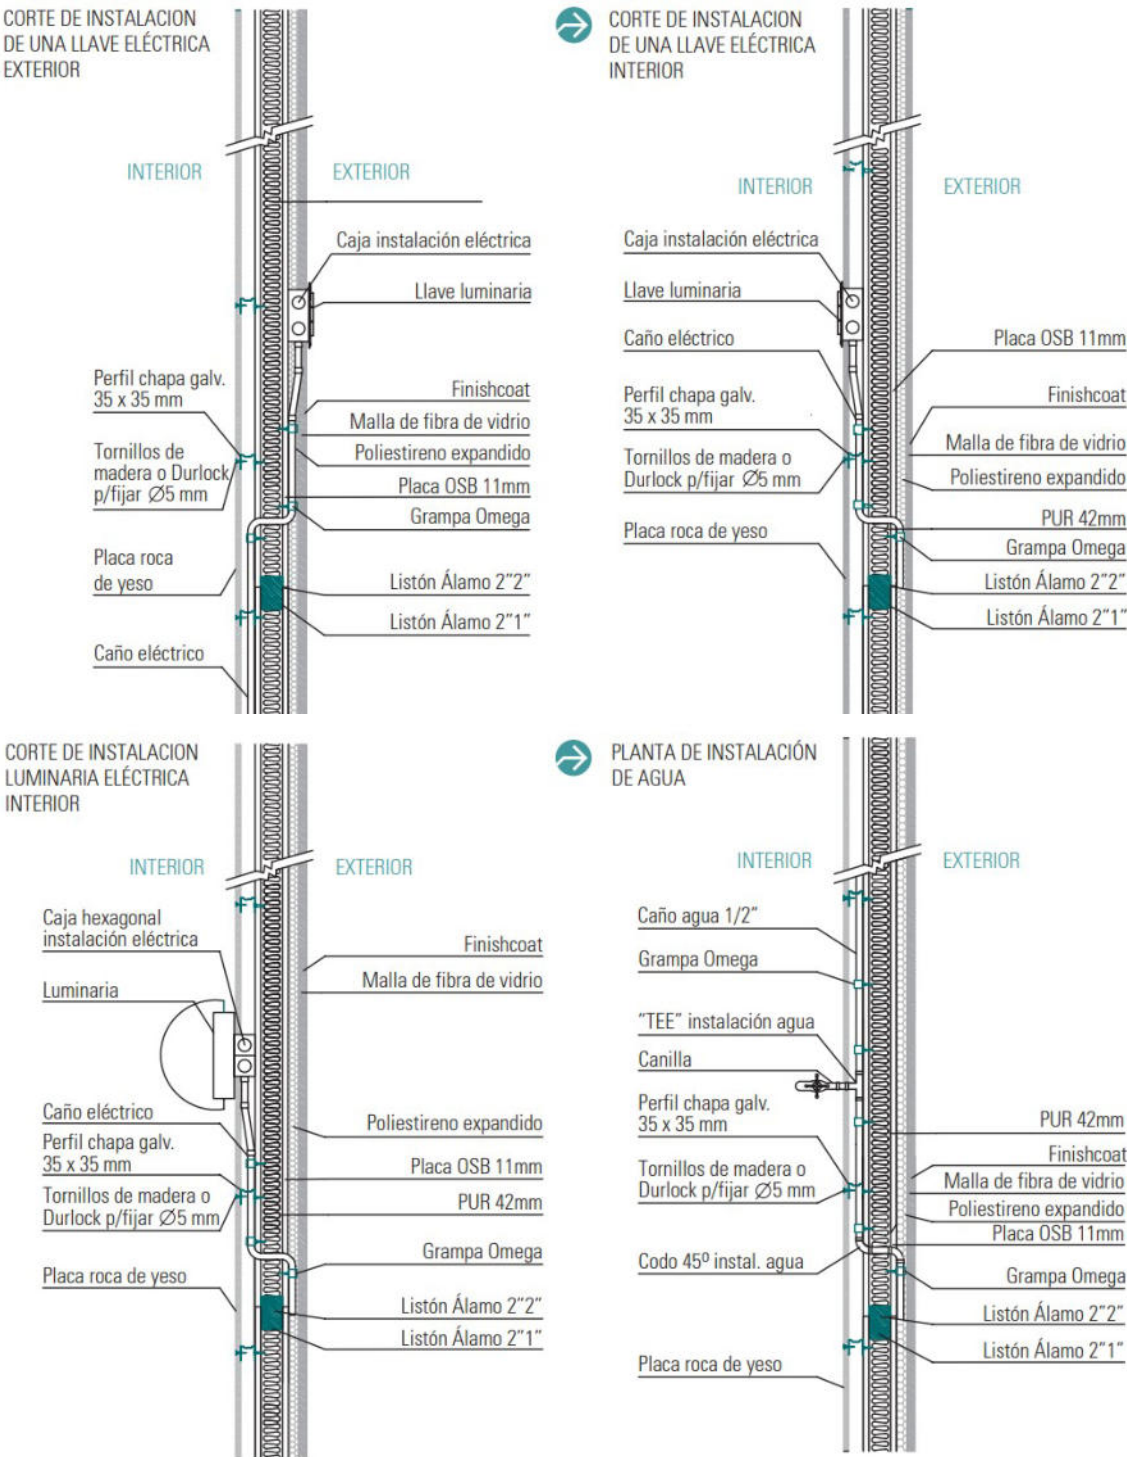 CORTE DE INSTALACION
DE UNA LLAVE ELÉCTRICA
EXTERIOR
INTERIOR
EXTERIOR
Caja instalación eléctrica
Llave luminaria
Perfil chapa galv.
35 x 35 mm
Tornillos de
madera o Durlock
p/fijar Ø5 mm
Placa roca
de yeso
Caño eléctrico
Finishcoat
Malla de fibra de vidrio
Poliestireno expandido
Placa OSB 11mm
Grampa Omega
Listón Álamo 2"2"
Listón Álamo 2"1"
CORTE DE INSTALACION
DE UNA LLAVE ELÉCTRICA
INTERIOR
INTERIOR
EXTERIOR
Caja instalación eléctrica
Llave luminaria
Caño eléctrico
Perfil chapa galv.
35 x 35 mm
Tornillos de madera o
Durlock p/fijar Ø5 mm
Placa roca de yeso
Placa OSB 11mm
Finishcoat
Malla de fibra de vidrio
Poliestireno expandido
PUR 42mm
Grampa Omega
Listón Álamo 2"2"
Listón Álamo 2"1"
CORTE DE INSTALACION
LUMINARIA ELÉCTRICA
INTERIOR
INTERIOR
EXTERIOR
Caja hexagonal
instalación eléctrica
Luminaria
Caño eléctrico
Perfil chapa galv.
35 x 35 mm
Tornillos de madera o
Durlock p/fijar Ø5 mm
Placa roca de yeso
Finishcoat
Malla de fibra de vidrio
Poliestireno expandido
Placa OSB 11mm
PUR 42mm
Grampa Omega
Listón Álamo 2"2"
Listón Álamo 2"1"
PLANTA DE INSTALACIÓN
DE AGUA
INTERIOR
EXTERIOR
Caño agua 1/2"
Grampa Omega
"TEE" instalación agua
Canilla
Perfil chapa galv.
35 x 35 mm
Tornillos de madera o
Durlock p/fijar Ø5 mm
Codo 45º instal. agua
Placa roca de yeso
PUR 42mm
Finishcoat
Malla de fibra de vidrio
Poliestireno expandido
Placa OSB 11mm
Grampa Omega
Listón Álamo 2"2"
Listón Álamo 2"1"